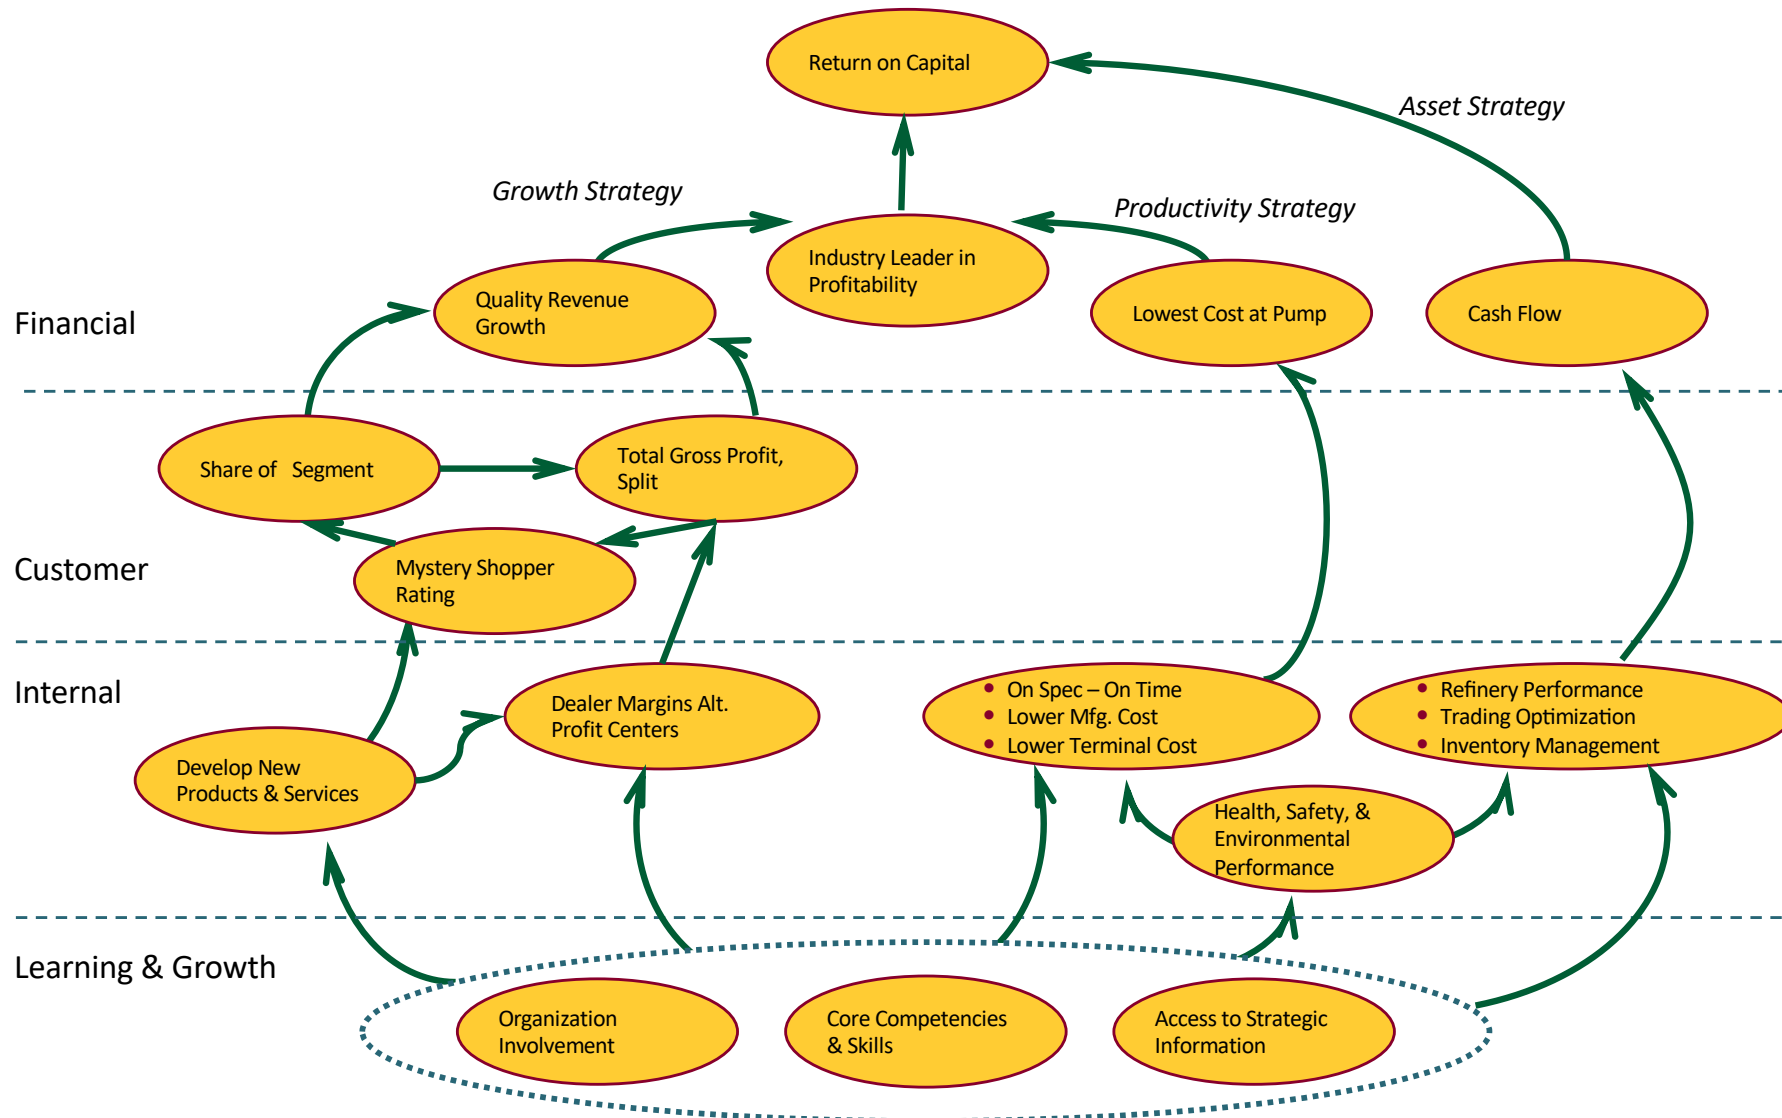 Return on Capital
Asset Strategy
Growth Strategy
Productivity Strategy
Industry Leader in
Profitability
Quality Revenue
Growth
Lowest Cost at Pump
Cash Flow
Financial
Share of Segment
Total Gross Profit,
Split
Customer
Mystery Shopper
Rating
Internal
Dealer Margins Alt.
Profit Centers
• On Spec – On Time
• Lower Mfg. Cost
• Lower Terminal Cost
• Refinery Performance
• Trading Optimization
• Inventory Management
Develop New
Products & Services
Health, Safety, &
Environmental
Performance
Learning & Growth
Organization
Involvement
Core Competencies
& Skills
Access to Strategic
Information